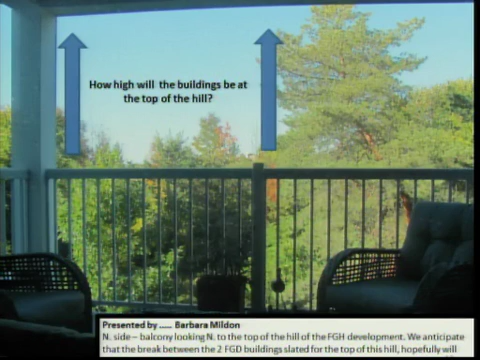 How high will the buildings be at
the top of the hill?
Presented by ...... Barbara Mildon
N. side – balcony looking N. to the top of the hill of the FGH development. We anticipate
that the break between the 2 FGD buildings slated for the top of this hill, hopefully will